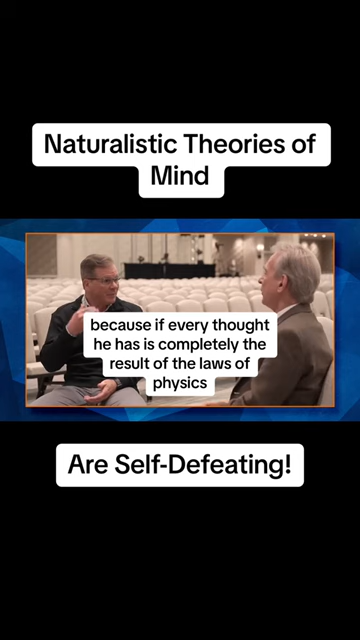 Naturalistic Theories of
Mind
because if every thought
he has is completely the
result of the laws of
physics
Are Self-Defeating!